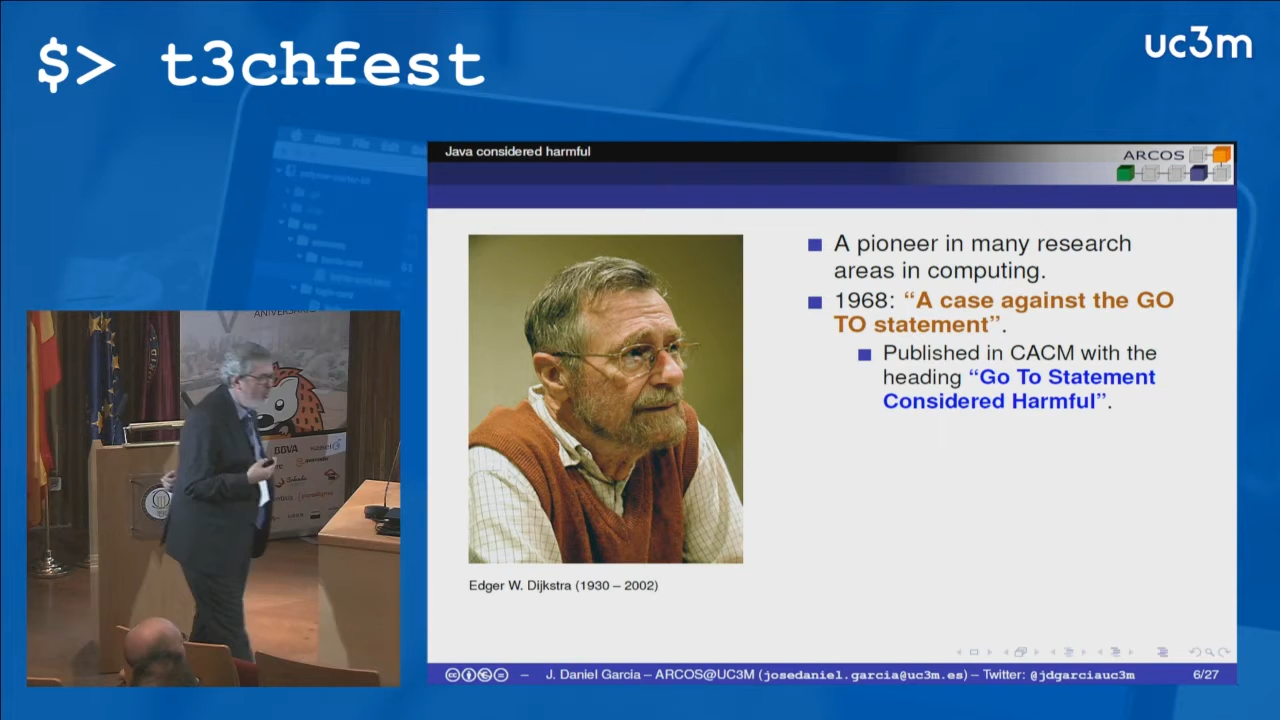 $> t3chfest
uc3m
Java considered harmful
ARCOS
A pioneer in many research
areas in computing.
1968: “A case against the GO
TO statement”.
Published in CACM with the
heading “Go To Statement
Considered Harmful”.
Edger W. Dijkstra (1930 – 2002)
ANIVERSARIO
BBVA
J. Daniel Garcia – ARCOS@UC3M (josedaniel.garcia@uc3m.es) – Twitter: @jdgarciauc3m
6/27